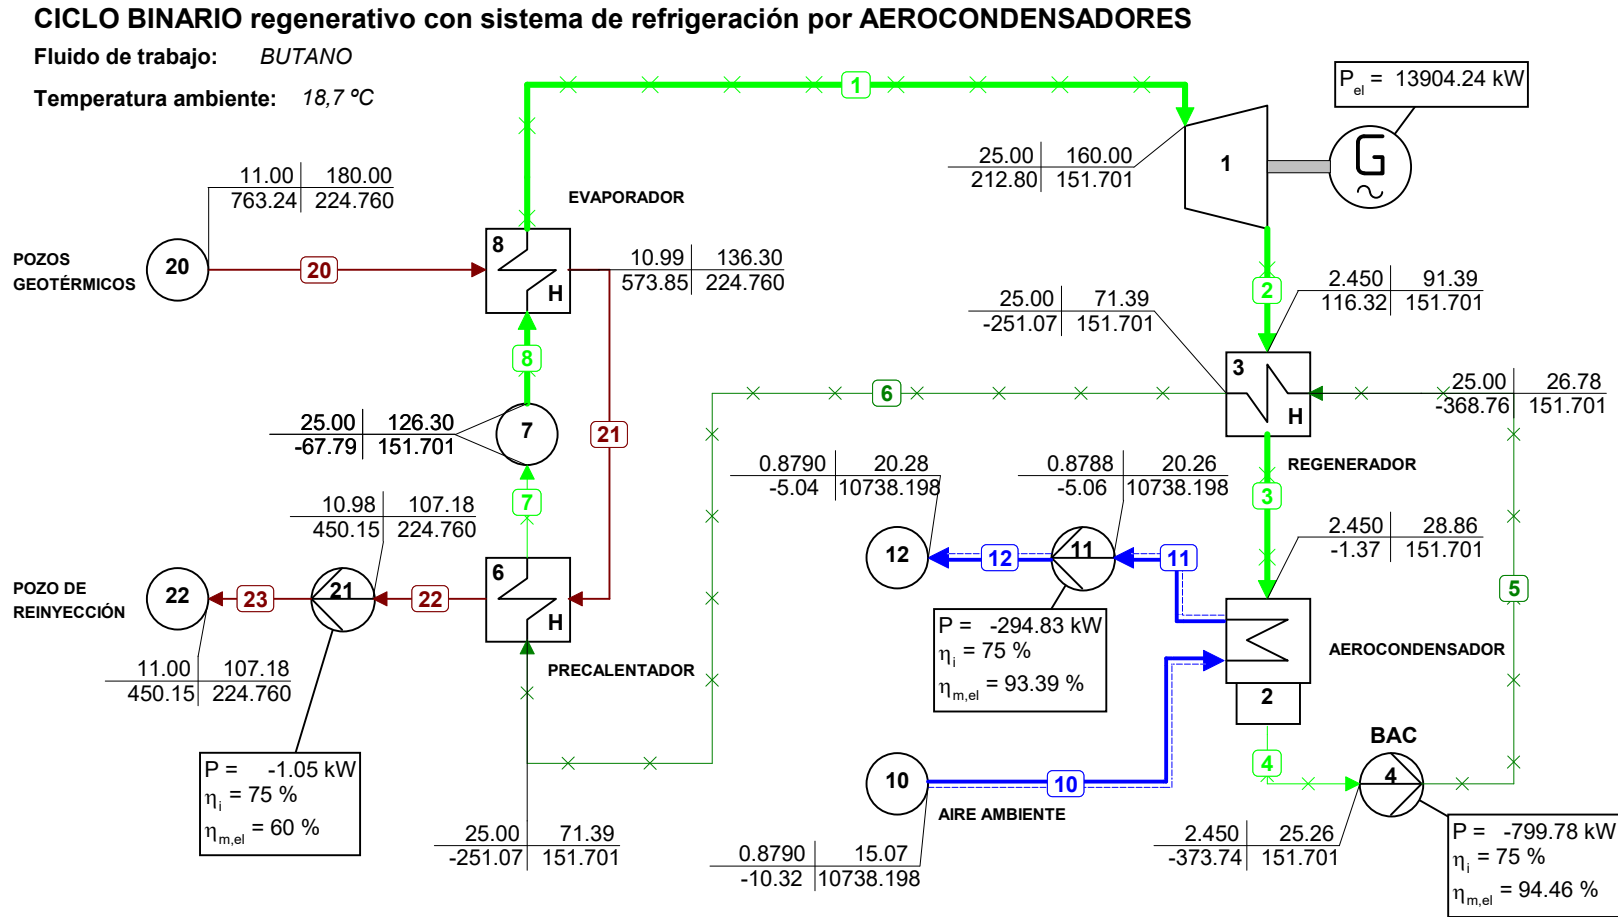 CICLO BINARIO regenerativo con sistema de refrigeración por AEROCONDENSADORES
Fluido de trabajo: BUTANO
Temperatura ambiente: 18,7 ºC
1
P el = 13904.24 kW
G
1
25.00 160.00
212.80 151.701
11.00 180.00
763.24 224.760
EVAPORADOR
POZOS
GEOTÉRMICOS
20
20
8
H
10.99 136.30
573.85 224.760
2
2.450 91.39
116.32 151.701
25.00 71.39
-251.07 151.701
8
3
H
6
25.00 26.78
-368.76 151.701
25.00 126.30
-67.79 151.701
7
21
REGENERADOR
0.8790 20.28
-5.04 10738.198
0.8788 20.26
-5.06 10738.198
3
7
10.98 107.18
450.15 224.760
2.450 28.86
-1.37 151.701
12
12
11
11
POZO DE
REINYECCIÓN
22
23
21
22
6
H
5
PRECALENTADOR
P = -294.83 kW
ηi = 75 %
ηm,el = 93.39 %
AEROCONDENSADOR
2
11.00 107.18
450.15 224.760
BAC
P = -1.05 kW
ηi = 75 %
ηm,el = 60 %
10
10
4
4
AIRE AMBIENTE
25.00 71.39
-251.07 151.701
0.8790 15.07
-10.32 10738.198
2.450 25.26
-373.74 151.701
P = -799.78 kW
ηi = 75 %
ηm,el = 94.46 %